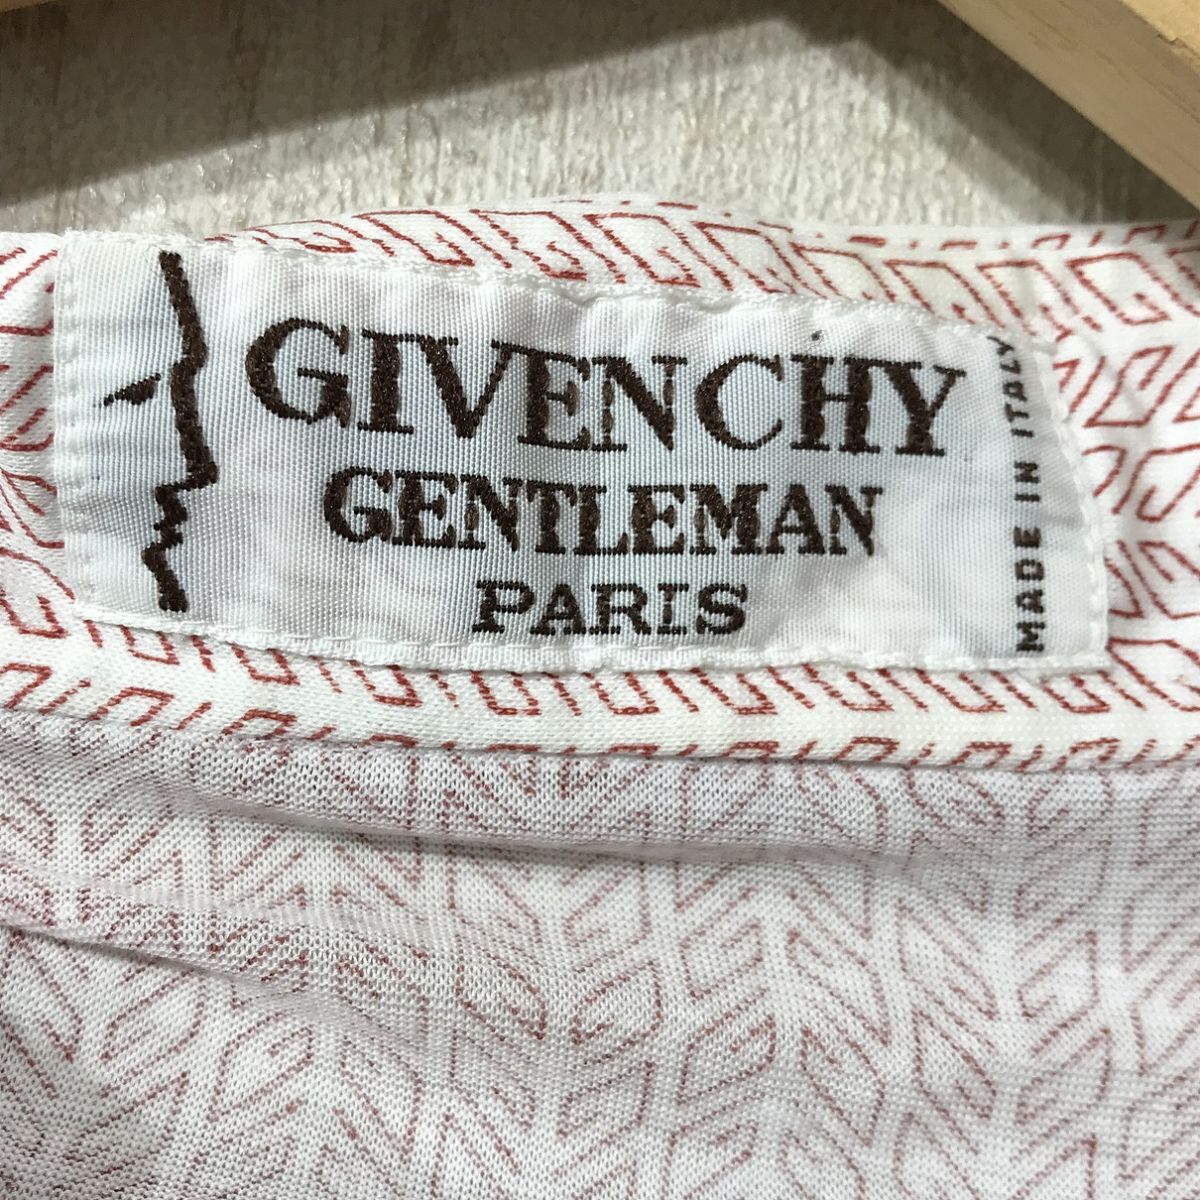 GIVENCHY
GENTLEMAN
PARIS
MADE IN ITALY